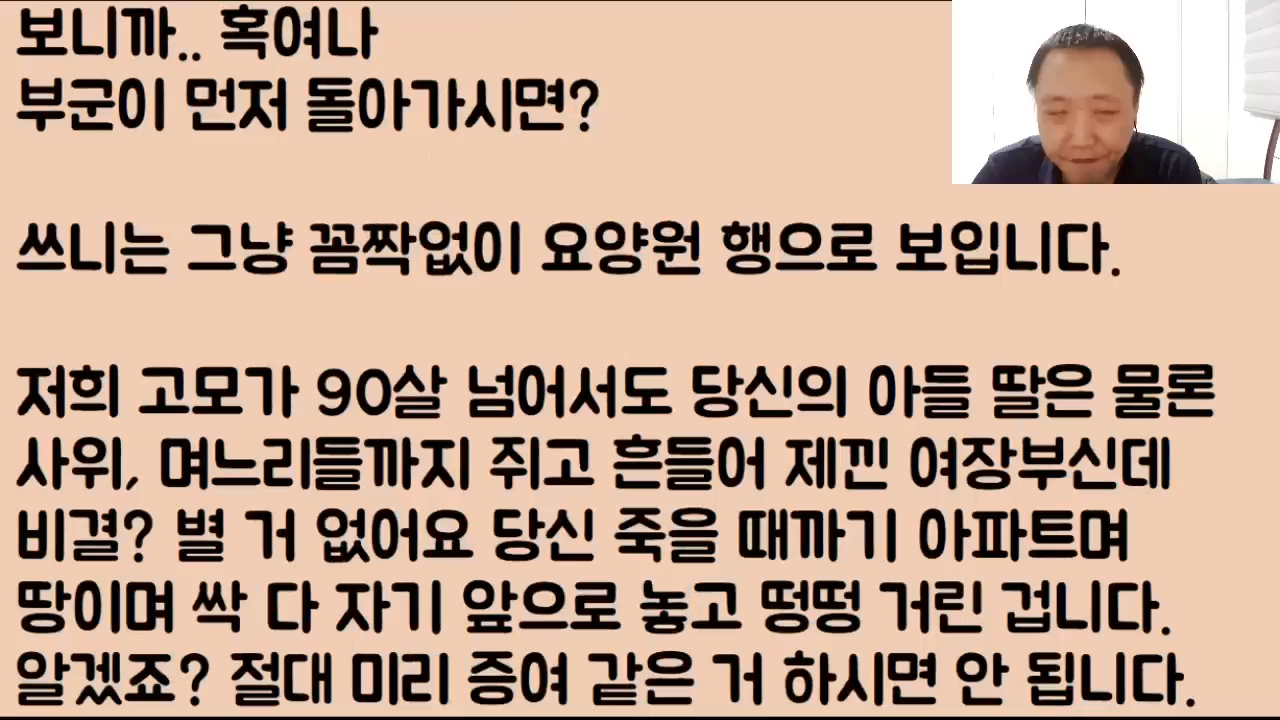 보니까.. 혹여나
부군이 먼저 돌아가시면?
쓰니는 그냥 꼼짝없이 요양원 행으로 보입니다.
저희 고모가 90살 넘어서도 당신의 아들 딸은 물론
사위, 며느리들까지 쥐고 흔들어 제낀 여장부신데
비결? 별 거 없어요 당신 죽을 때까기 아파트며
땅이며 싹 다 자기 앞으로 놓고 떵떵 거린 겁니다.
알겠죠? 절대 미리 증여 같은 거 하시면 안 됩니다.